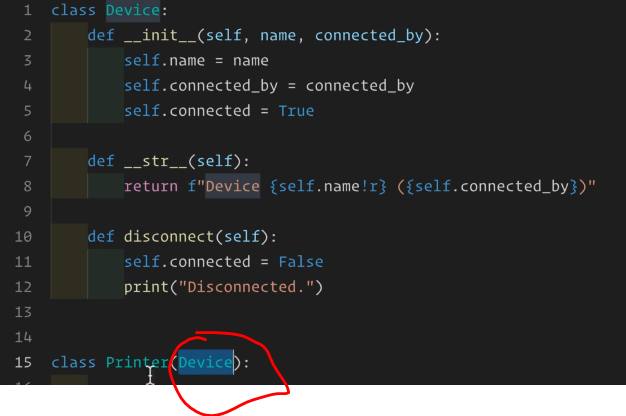 1 class Device:
2     def __init__(self, name, connected_by):
3         self.name = name
4         self.connected_by = connected_by
5         self.connected = True
6
7     def __str__(self):
8         return f"Device {self.name!r} ({self.connected_by})"
9
10     def disconnect(self):
11         self.connected = False
12         print("Disconnected.")
13
14
15 class Printer(Device):